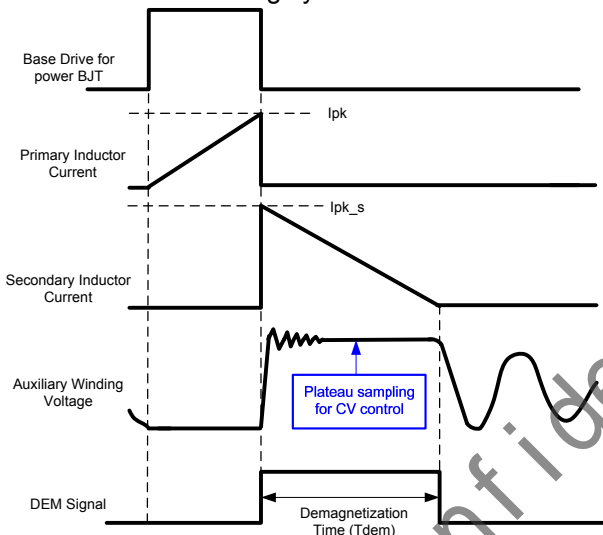 Base Drive for
power BJT
Ipk
Primary Inductor
Current
Ipk_s
Secondary Inductor
Current
Auxiliary Winding
Voltage
Plateau sampling
for CV control
DEM Signal
Demagnetization
Time (Tdem)